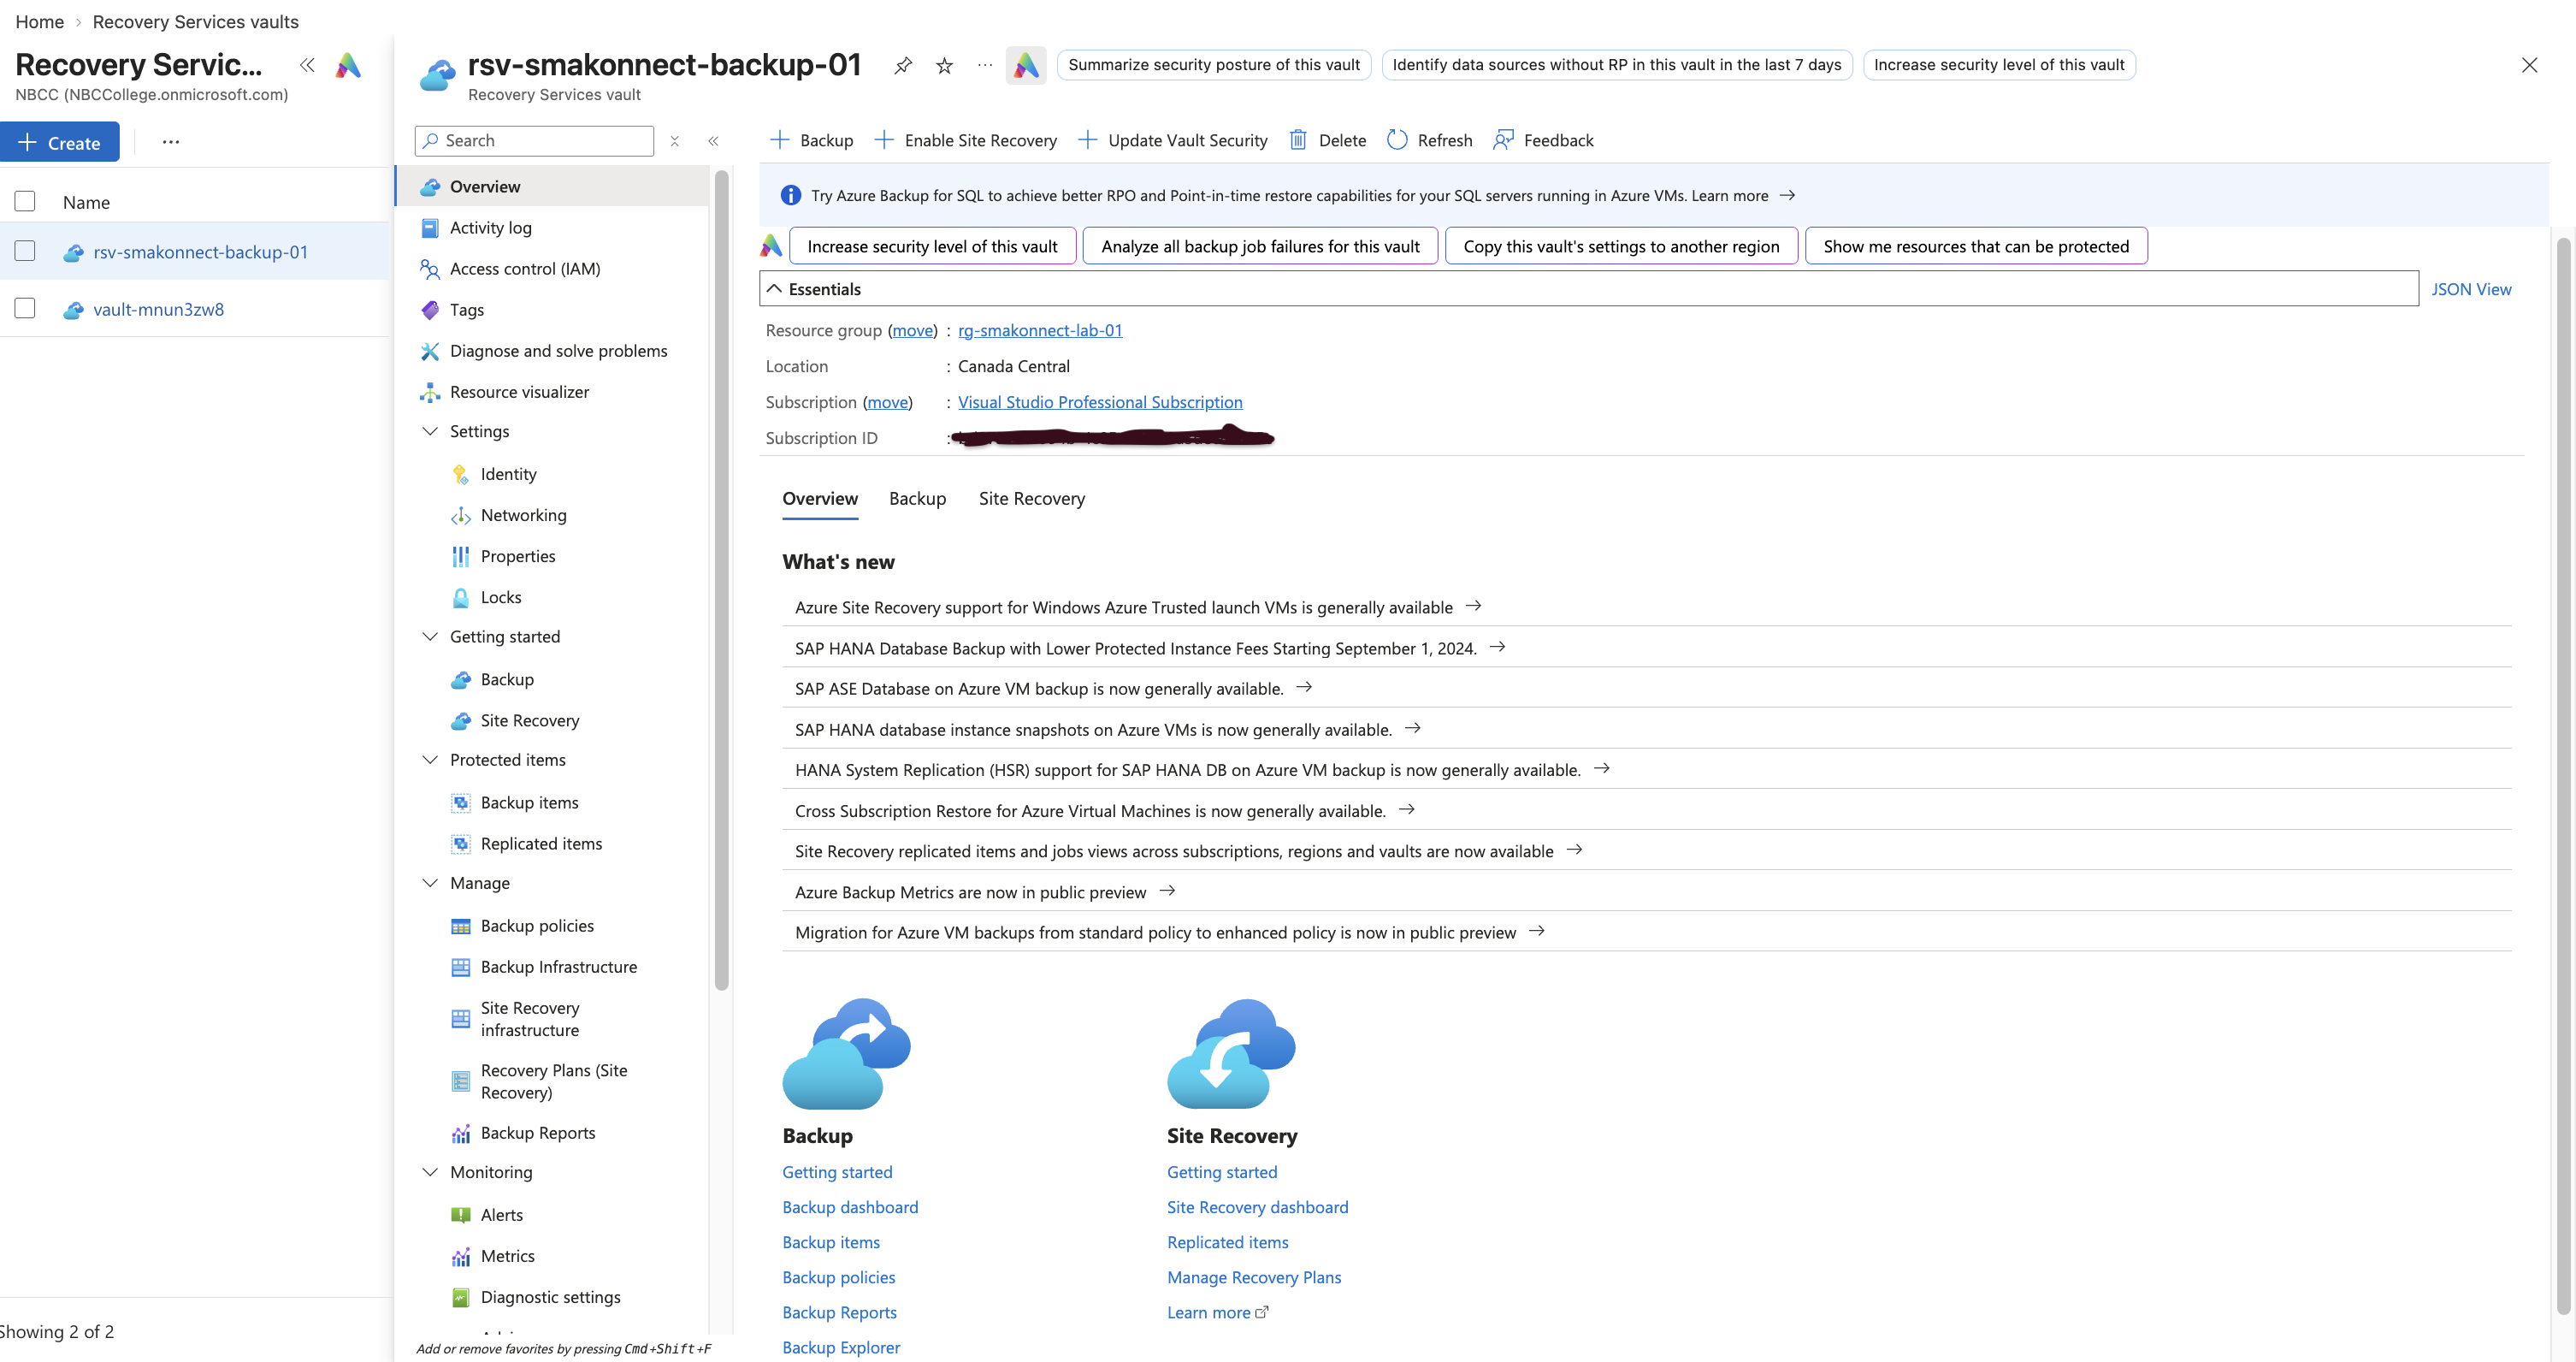 Home > Recovery Services vaults
Recovery Servic...
NBCC (NBCCollege.onmicrosoft.com)
Create
Name
rsv-smakonnect-backup-01
vault-mnun3zw8
Showing 2 of 2
rsv-smakonnect-backup-01
Recovery Services vault
Summarize security posture of this vault
Identify data sources without RP in this vault in the last 7 days
Increase security level of this vault
Search
Overview
Activity log
Access control (IAM)
Tags
Diagnose and solve problems
Resource visualizer
Settings
Identity
Networking
Properties
Locks
Getting started
Backup
Site Recovery
Protected items
Backup items
Replicated items
Manage
Backup policies
Backup Infrastructure
Site Recovery
infrastructure
Recovery Plans (Site
Recovery)
Backup Reports
Monitoring
Alerts
Metrics
Diagnostic settings
Add or remove favorites by pressing Cmd+Shift+F
Backup Enable Site Recovery Update Vault Security Delete Refresh Feedback
Try Azure Backup for SQL to achieve better RPO and Point-in-time restore capabilities for your SQL servers running in Azure VMs. Learn more →
Increase security level of this vault
Analyze all backup job failures for this vault
Copy this vault's settings to another region
Show me resources that can be protected
Essentials
JSON View
Resource group (move) : rg-smakonnect-lab-01
Location : Canada Central
Subscription (move) : Visual Studio Professional Subscription
Subscription ID :
Overview Backup Site Recovery
What's new
Azure Site Recovery support for Windows Azure Trusted launch VMs is generally available →
SAP HANA Database Backup with Lower Protected Instance Fees Starting September 1, 2024. →
SAP ASE Database on Azure VM backup is now generally available. →
SAP HANA database instance snapshots on Azure VMs is now generally available. →
HANA System Replication (HSR) support for SAP HANA DB on Azure VM backup is now generally available. →
Cross Subscription Restore for Azure Virtual Machines is now generally available. →
Site Recovery replicated items and jobs views across subscriptions, regions and vaults are now available →
Azure Backup Metrics are now in public preview →
Migration for Azure VM backups from standard policy to enhanced policy is now in public preview →
Backup
Getting started
Backup dashboard
Backup items
Backup policies
Backup Reports
Backup Explorer
Site Recovery
Getting started
Site Recovery dashboard
Replicated items
Manage Recovery Plans
Learn more